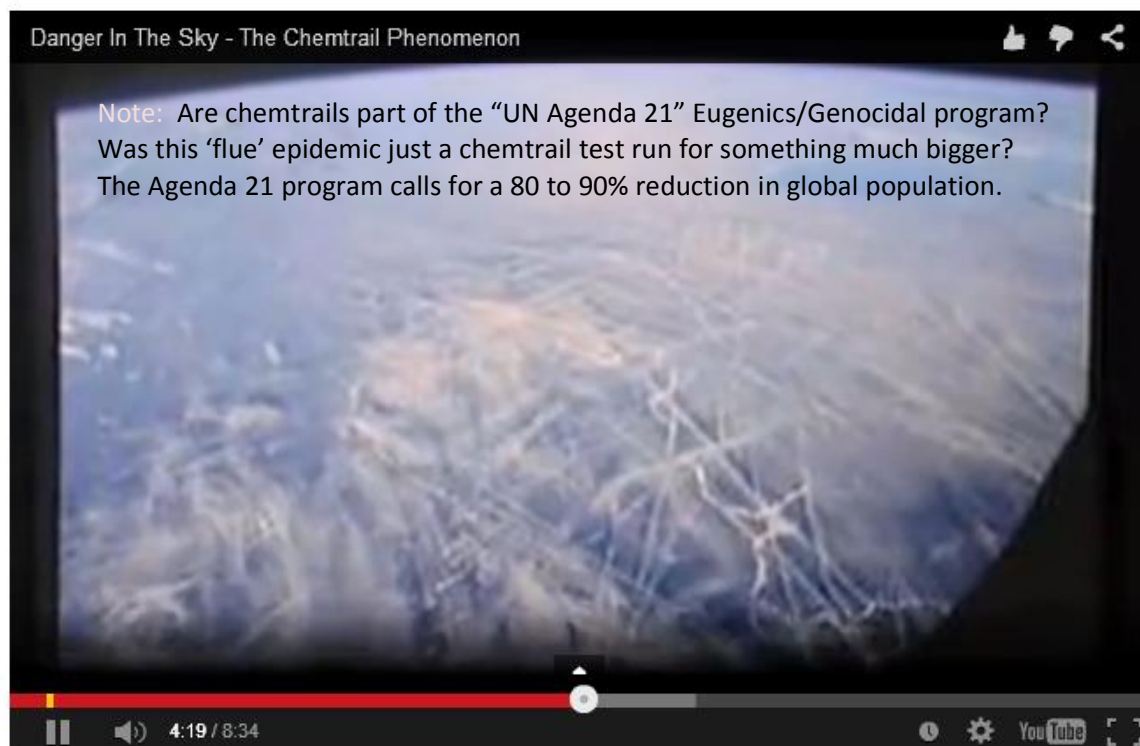 Danger In The Sky - The Chemtrail Phenomenon
Note: Are chemtrails part of the “UN Agenda 21” Eugenics/Genocidal program?
Was this ‘flue’ epidemic just a chemtrail test run for something much bigger?
The Agenda 21 program calls for a 80 to 90% reduction in global population.
4:19 / 8:34
YouTube